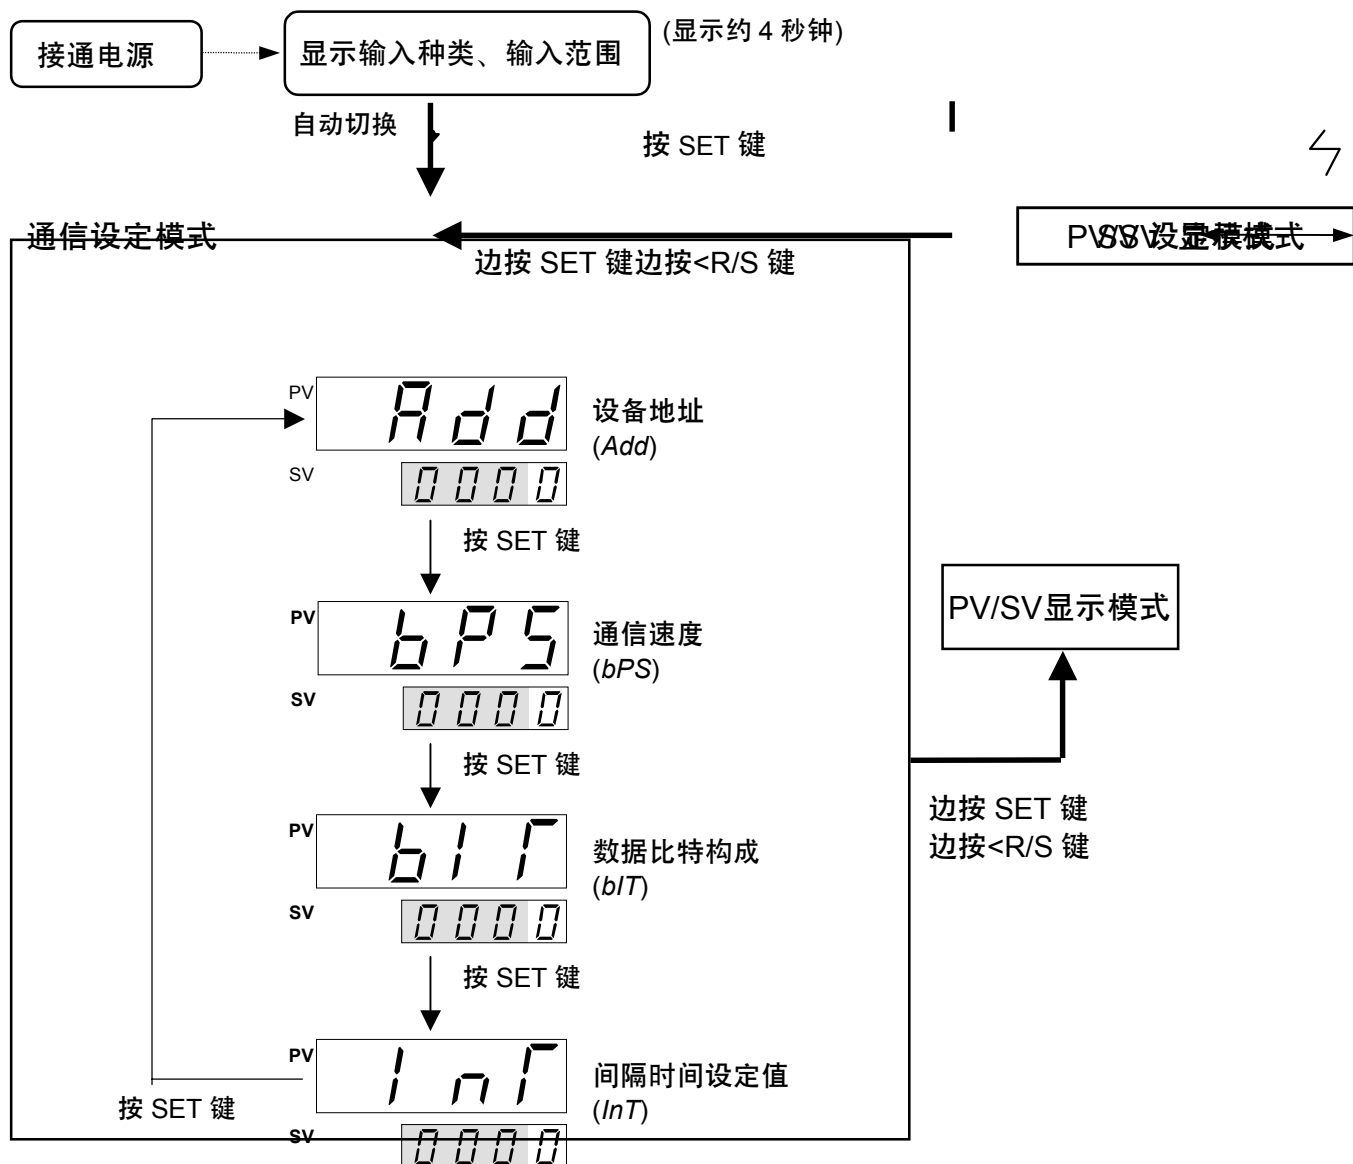 接通电源
显示输入种类、输入范围
(显示约 4 秒钟)
自动切换
按 SET 键
通信设定模式
边按 SET 键边按<R/S 键
PV
Add
设备地址
(Add)
SV
0000
按 SET 键
PV
bPS
通信速度
(bPS)
SV
0000
PV/SV显示模式
按 SET 键
边按 SET 键
边按<R/S 键
PV
bIT
数据比特构成
(bIT)
SV
0000
按 SET 键
PV
InT
间隔时间设定值
(InT)
按 SET 键
SV
0000